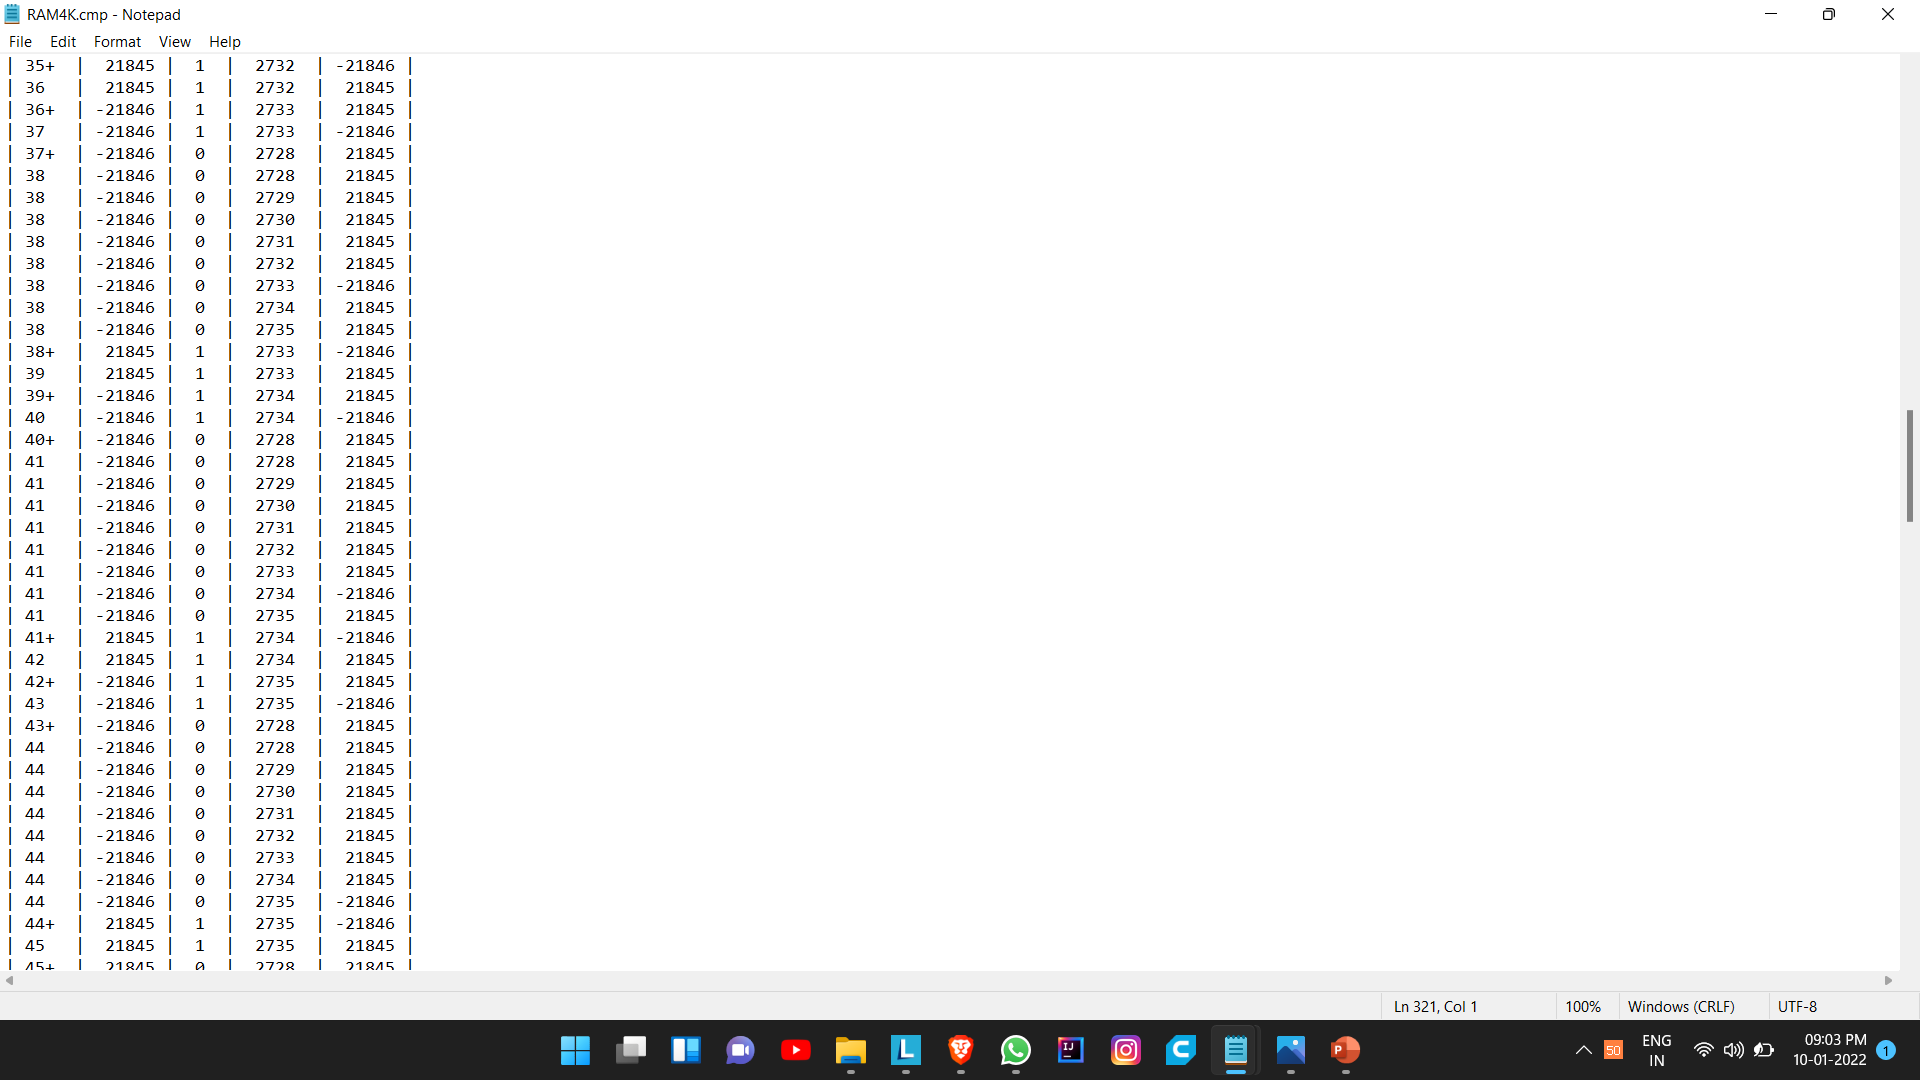 RAM4K.cmp - Notepad
File Edit Format View Help
| 35+ | 21845 | 1 | 2732 | -21846 |
| 36 | 21845 | 1 | 2732 | 21845 |
| 36+ | -21846 | 1 | 2733 | 21845 |
| 37 | -21846 | 1 | 2733 | -21846 |
| 37+ | -21846 | 0 | 2728 | 21845 |
| 38 | -21846 | 0 | 2728 | 21845 |
| 38 | -21846 | 0 | 2729 | 21845 |
| 38 | -21846 | 0 | 2730 | 21845 |
| 38 | -21846 | 0 | 2731 | 21845 |
| 38 | -21846 | 0 | 2732 | 21845 |
| 38 | -21846 | 0 | 2733 | -21846 |
| 38 | -21846 | 0 | 2734 | 21845 |
| 38 | -21846 | 0 | 2735 | 21845 |
| 38+ | 21845 | 1 | 2733 | -21846 |
| 39 | 21845 | 1 | 2733 | 21845 |
| 39+ | -21846 | 1 | 2734 | 21845 |
| 40 | -21846 | 1 | 2734 | -21846 |
| 40+ | -21846 | 0 | 2728 | 21845 |
| 41 | -21846 | 0 | 2728 | 21845 |
| 41 | -21846 | 0 | 2729 | 21845 |
| 41 | -21846 | 0 | 2730 | 21845 |
| 41 | -21846 | 0 | 2731 | 21845 |
| 41 | -21846 | 0 | 2732 | 21845 |
| 41 | -21846 | 0 | 2733 | 21845 |
| 41 | -21846 | 0 | 2734 | -21846 |
| 41 | -21846 | 0 | 2735 | 21845 |
| 41+ | 21845 | 1 | 2734 | -21846 |
| 42 | 21845 | 1 | 2734 | 21845 |
| 42+ | -21846 | 1 | 2735 | 21845 |
| 43 | -21846 | 1 | 2735 | -21846 |
| 43+ | -21846 | 0 | 2728 | 21845 |
| 44 | -21846 | 0 | 2728 | 21845 |
| 44 | -21846 | 0 | 2729 | 21845 |
| 44 | -21846 | 0 | 2730 | 21845 |
| 44 | -21846 | 0 | 2731 | 21845 |
| 44 | -21846 | 0 | 2732 | 21845 |
| 44 | -21846 | 0 | 2733 | 21845 |
| 44 | -21846 | 0 | 2734 | 21845 |
| 44 | -21846 | 0 | 2735 | -21846 |
| 44+ | 21845 | 1 | 2735 | -21846 |
| 45 | 21845 | 1 | 2735 | 21845 |
| 45+ | 21845 | 0 | 2728 | 21845 |
Ln 321, Col 1 100% Windows (CRLF) UTF-8
L IJ C P 50 ENG 09:03 PM
IN 10-01-2022 1